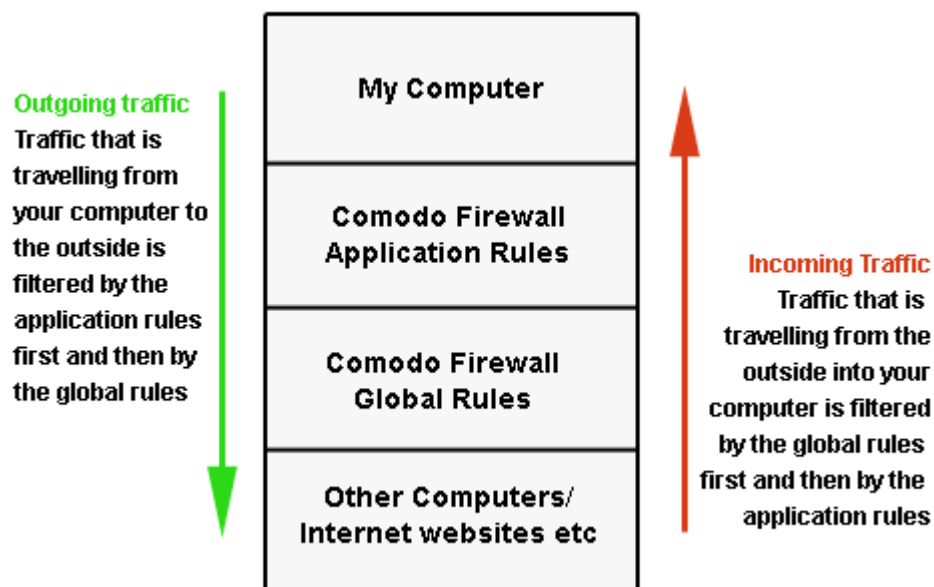 Outgoing traffic
Traffic that is
travelling from
your computer to
the outside is
filtered by the
application rules
first and then by
the global rules
My Computer
Comodo Firewall
Application Rules
Comodo Firewall
Global Rules
Other Computers/
Internet websites etc
Incoming Traffic
Traffic that is
travelling from the
outside into your
computer is filtered
by the global rules
first and then by the
application rules